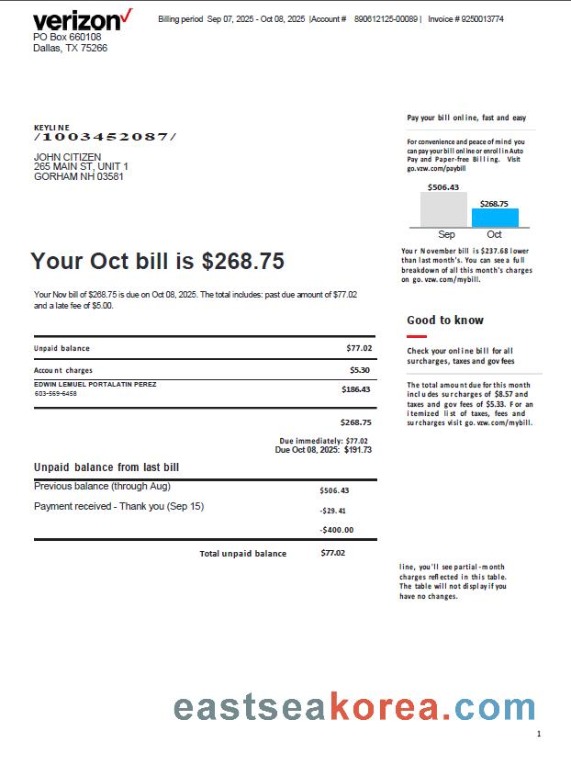 verizon
Billing period Sep 07, 2025 - Oct 08, 2025 |Account # 890612125-00089 | Invoice # 9250013774
PO Box 660108
Dallas, TX 75266
KEYLINE
/1003452087/
JOHN CITIZEN
265 MAIN ST, UNIT 1
GORHAM NH 03581
Pay your bill online, fast and easy
For convenience and peace of mind you
can pay your bill online or enroll in Auto
Pay and Paper-free Billing. Visit
go.vzw.com/paybill
$506.43
$268.75
Sep Oct
Your November bill is $237.68 lower
than last month's. You can see a full
breakdown of all this month's charges
on go. vzw.com/mybill.
Your Oct bill is $268.75
Your Nov bill of $268.75 is due on Oct 08, 2025. The total includes: past due amount of $77.02
and a late fee of $5.00.
Good to know
Check your online bill for all
surcharges, taxes and gov fees
The total amount due for this month
includes surcharges of $8.57 and
taxes and gov fees of $5.33. For an
itemized list of taxes, fees and
surcharges visit go. vzw.com/mybill.
Unpaid balance $77.02
Account charges $5.30
EDWIN LEMUEL PORTALATIN PEREZ
603-569-6458 $186.43
$268.75
Due immediately: $77.02
Due Oct 08, 2025: $191.73
Unpaid balance from last bill
Previous balance (through Aug) $506.43
Payment received - Thank you (Sep 15) -$29.41
-$400.00
Total unpaid balance $77.02
line, you'll see partial-month
charges reflected in this table.
The table will not display if you
have no changes.
eastseakorea.com
1